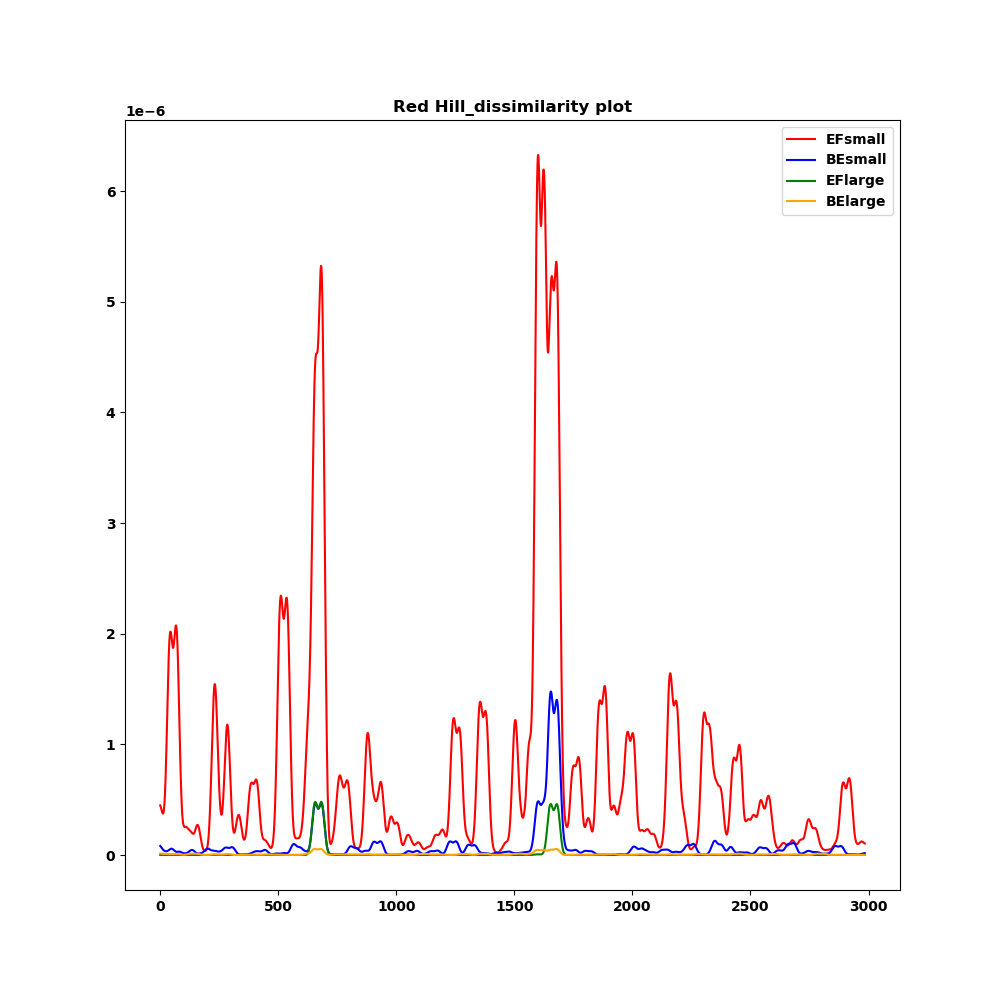 Red Hill_dissimilarity plot
1e−6
EFsmall
BEsmall
EFlarge
BElarge
6
5
4
3
2
1
0
0 500 1000 1500 2000 2500 3000